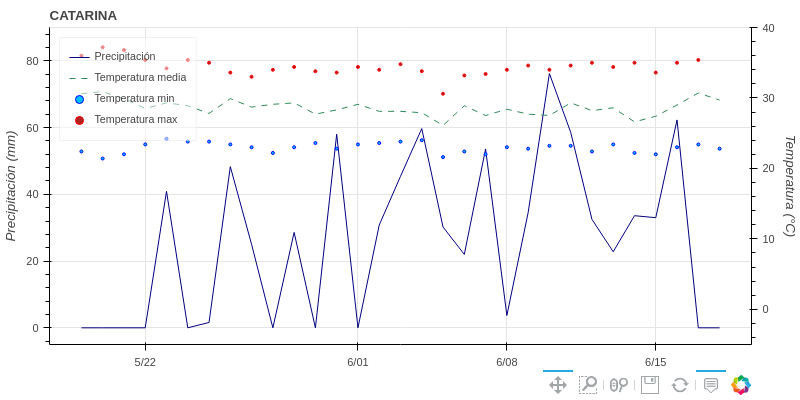 CATARINA
Precipitación
Temperatura media
Temperatura min
Temperatura max
Precipitación (mm)
80
60
40
20
0
40
30
20
10
0
Temperatura (°C)
5/22
6/01
6/08
6/15